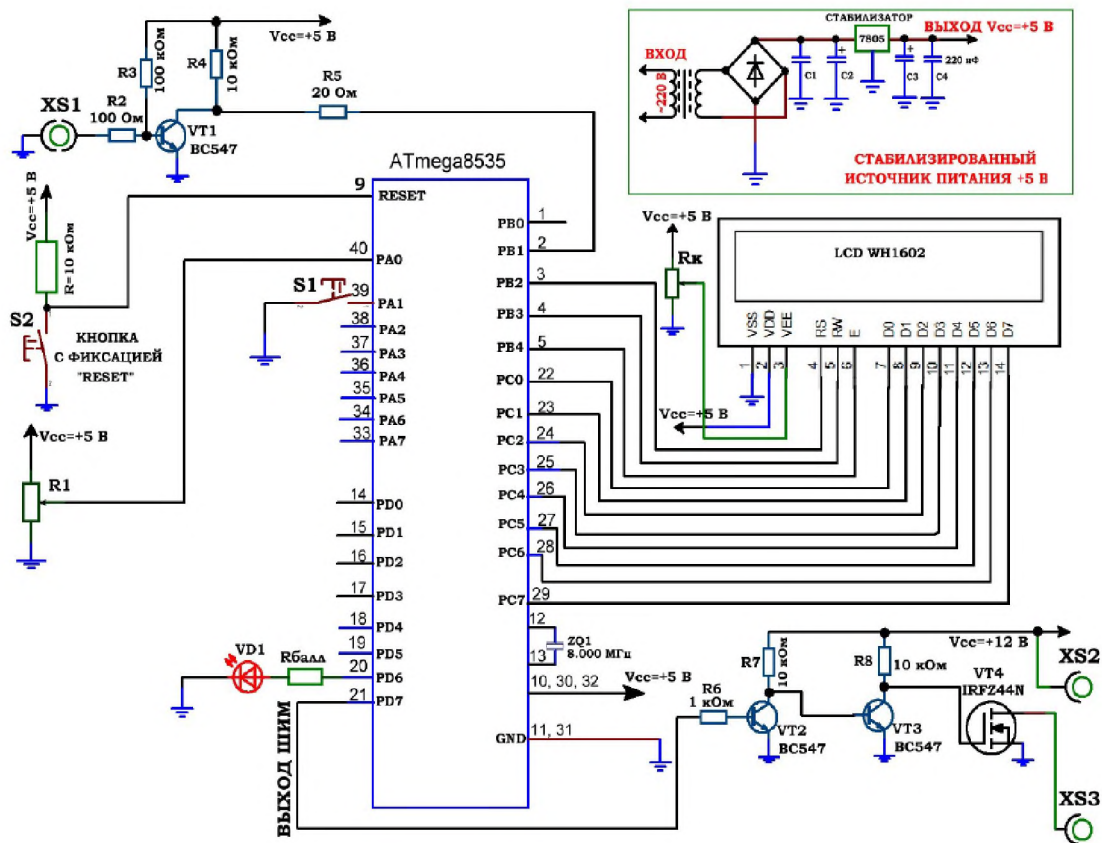 Vcc=+5 В
R3
100 кОм
R4
10 кОм
R5
20 Ом
XS1
R2
100 Ом
VT1
BC547
СТАБИЛИЗАТОР
7805
ВЫХОД Vcc=+5 В
ВХОД
~220 В
C1
C2
C3
C4
220 нФ
СТАБИЛИЗИРОВАННЫЙ
ИСТОЧНИК ПИТАНИЯ +5 В
ATmega8535
9
RESET
Vcc=+5 В
R=10 кОм
S2
КНОПКА
С ФИКСАЦИЕЙ
"RESET"
40
PA0
S1
39
PA1
38
PA2
37
PA3
36
PA4
35
PA5
34
PA6
33
PA7
Vcc=+5 В
R1
14
PD0
15
PD1
16
PD2
17
PD3
18
PD4
19
PD5
VD1
Rбалл
20
PD6
21
PD7
ВЫХОД ШИМ
PB0
1
PB1
2
PB2
3
PB3
4
PB4
5
PC0
22
PC1
23
PC2
24
PC3
25
PC4
26
PC5
27
PC6
28
PC7
29
12
13
ZQ1
8.000 МГц
10, 30, 32
Vcc=+5 В
GND
11, 31
Vcc=+5 В
Rк
LCD WH1602
VSS VDD VEE RS RW E D0 D1 D2 D3 D4 D5 D6 D7
1 2 3 4 5 6 7 8 9 10 11 12 13 14
Vcc=+5 В
Vcc=+12 В
R7
10 кОм
R8
10 кОм
R6
1 кОм
VT2
BC547
VT3
BC547
VT4
IRFZ44N
XS2
XS3